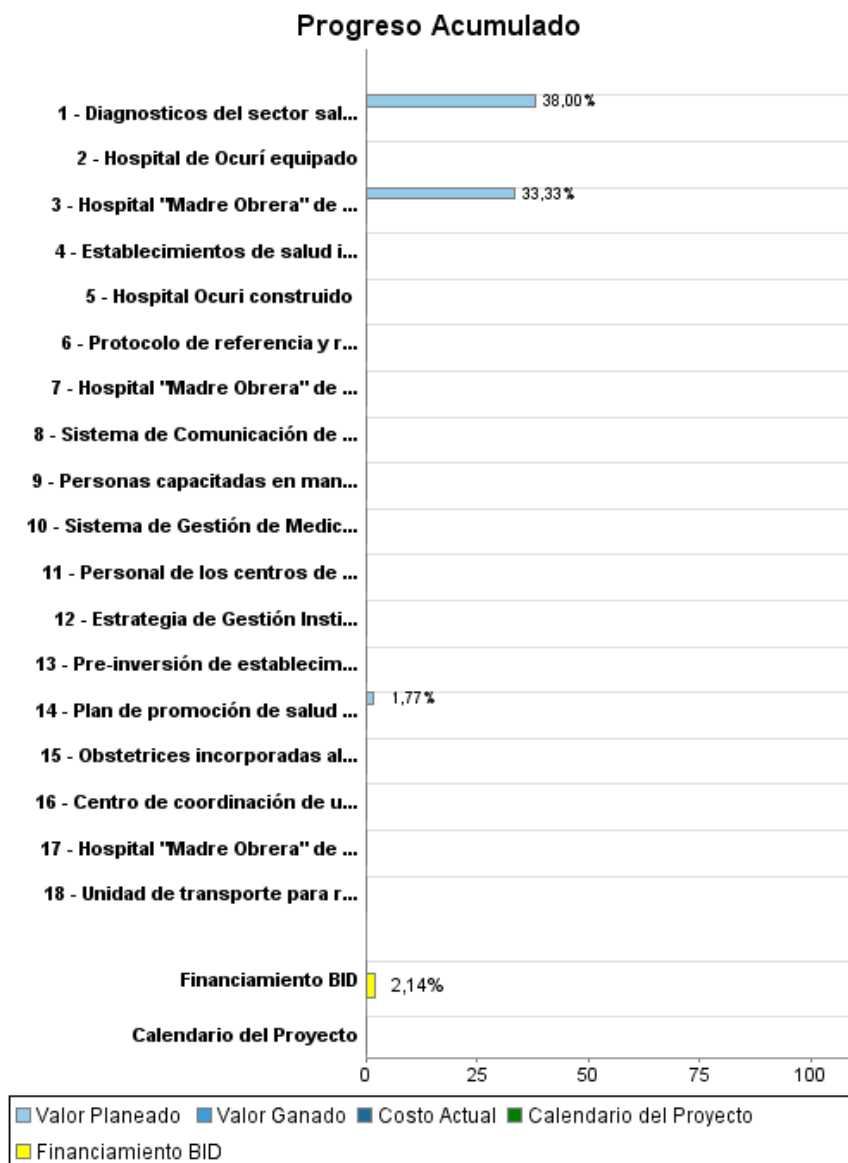 Progreso Acumulado
1 - Diagnosticos del sector sal... 38,00%
2 - Hospital de Ocurí equipado
3 - Hospital "Madre Obrera" de ... 33,33%
4 - Establecimientos de salud i...
5 - Hospital Ocuri construido
6 - Protocolo de referencia y r...
7 - Hospital "Madre Obrera" de ...
8 - Sistema de Comunicación de ...
9 - Personas capacitadas en man...
10 - Sistema de Gestión de Medic...
11 - Personal de los centros de ...
12 - Estrategia de Gestión Insti...
13 - Pre-inversión de establecim...
14 - Plan de promoción de salud ... 1,77%
15 - Obstetrices incorporadas al...
16 - Centro de coordinación de u...
17 - Hospital "Madre Obrera" de ...
18 - Unidad de transporte para r...
Financiamiento BID 2,14%
Calendario del Proyecto
0 25 50 75 100
Valor Planeado Valor Ganado Costo Actual Calendario del Proyecto
Financiamiento BID